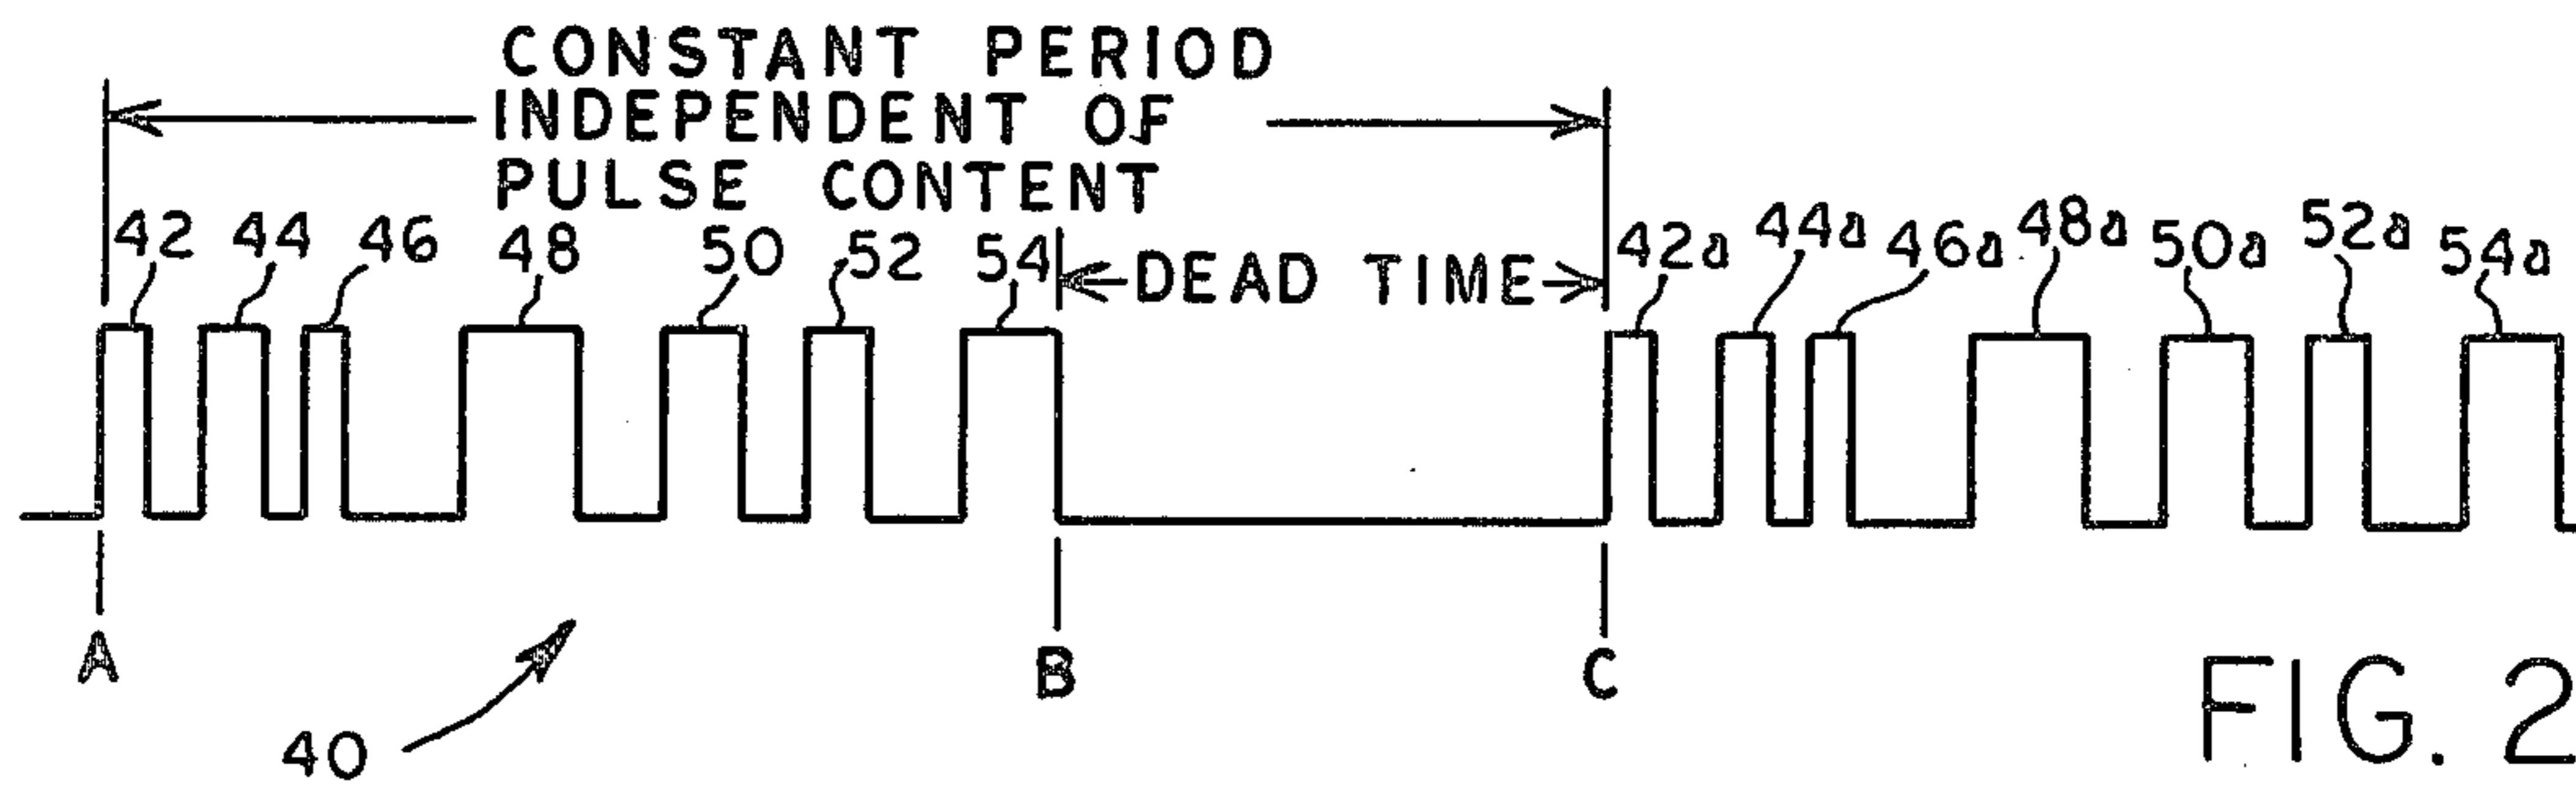 CONSTANT PERIOD
INDEPENDENT OF
PULSE CONTENT
42 44 46 48 50 52 54 DEAD TIME 42a 44a 46a 48a 50a 52a 54a
A B C
40
FIG. 2